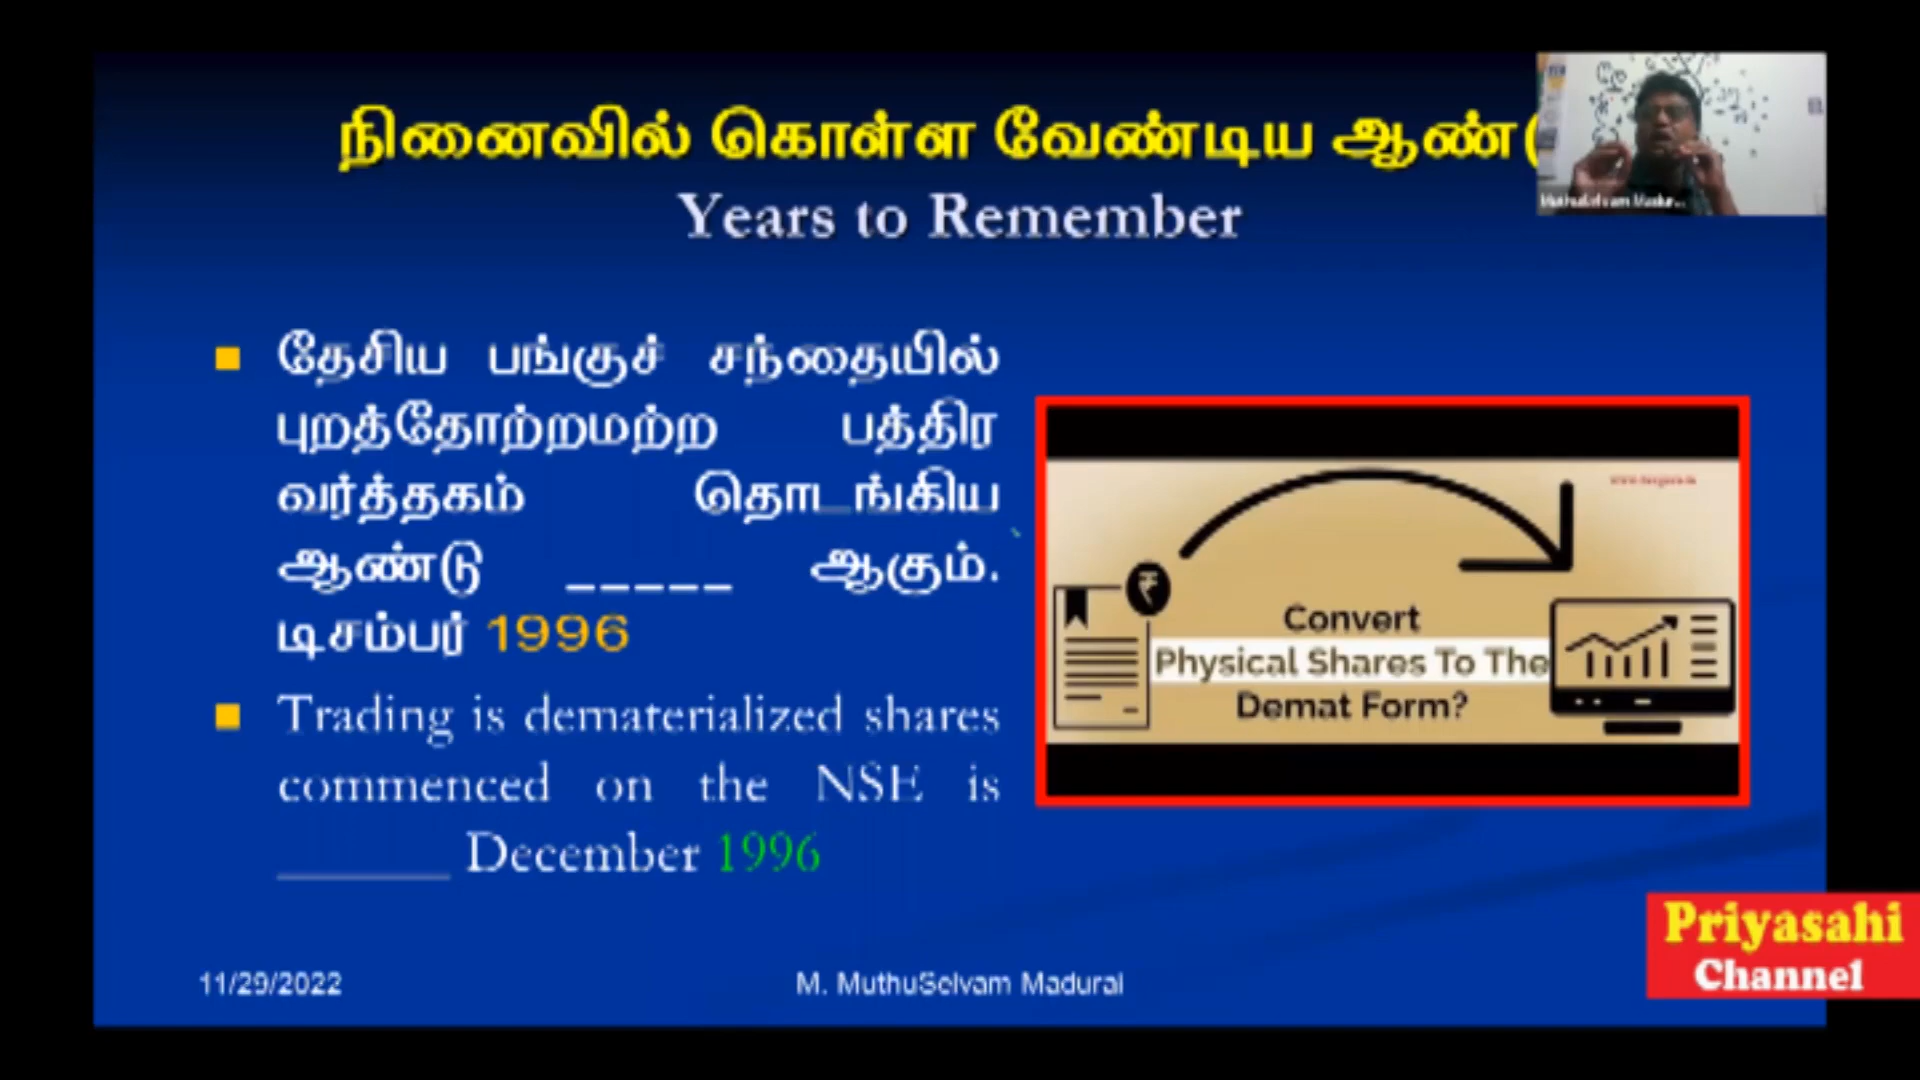 நினைவில் கொள்ள வேண்டிய ஆண்
Years to Remember
தேசிய பங்குச் சந்தையில்
புறத்தோற்றமற்ற பத்திர
வர்த்தகம் தொடங்கிய
ஆண்டு _____ ஆகும்.
டிசம்பர் 1996
Trading is dematerialized shares
commenced on the NSE is
_______ December 1996
Convert
Physical Shares To The
Demat Form?
11/29/2022
M. MuthuSelvam Madurai
Priyasahi
Channel